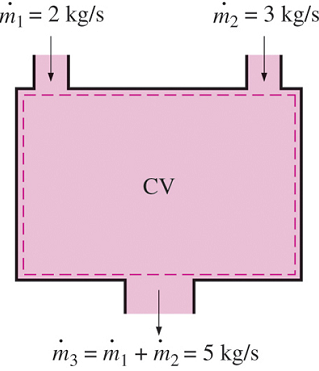 ṁ₁ = 2 kg/s
ṁ₂ = 3 kg/s
CV
ṁ₃ = ṁ₁ + ṁ₂ = 5 kg/s